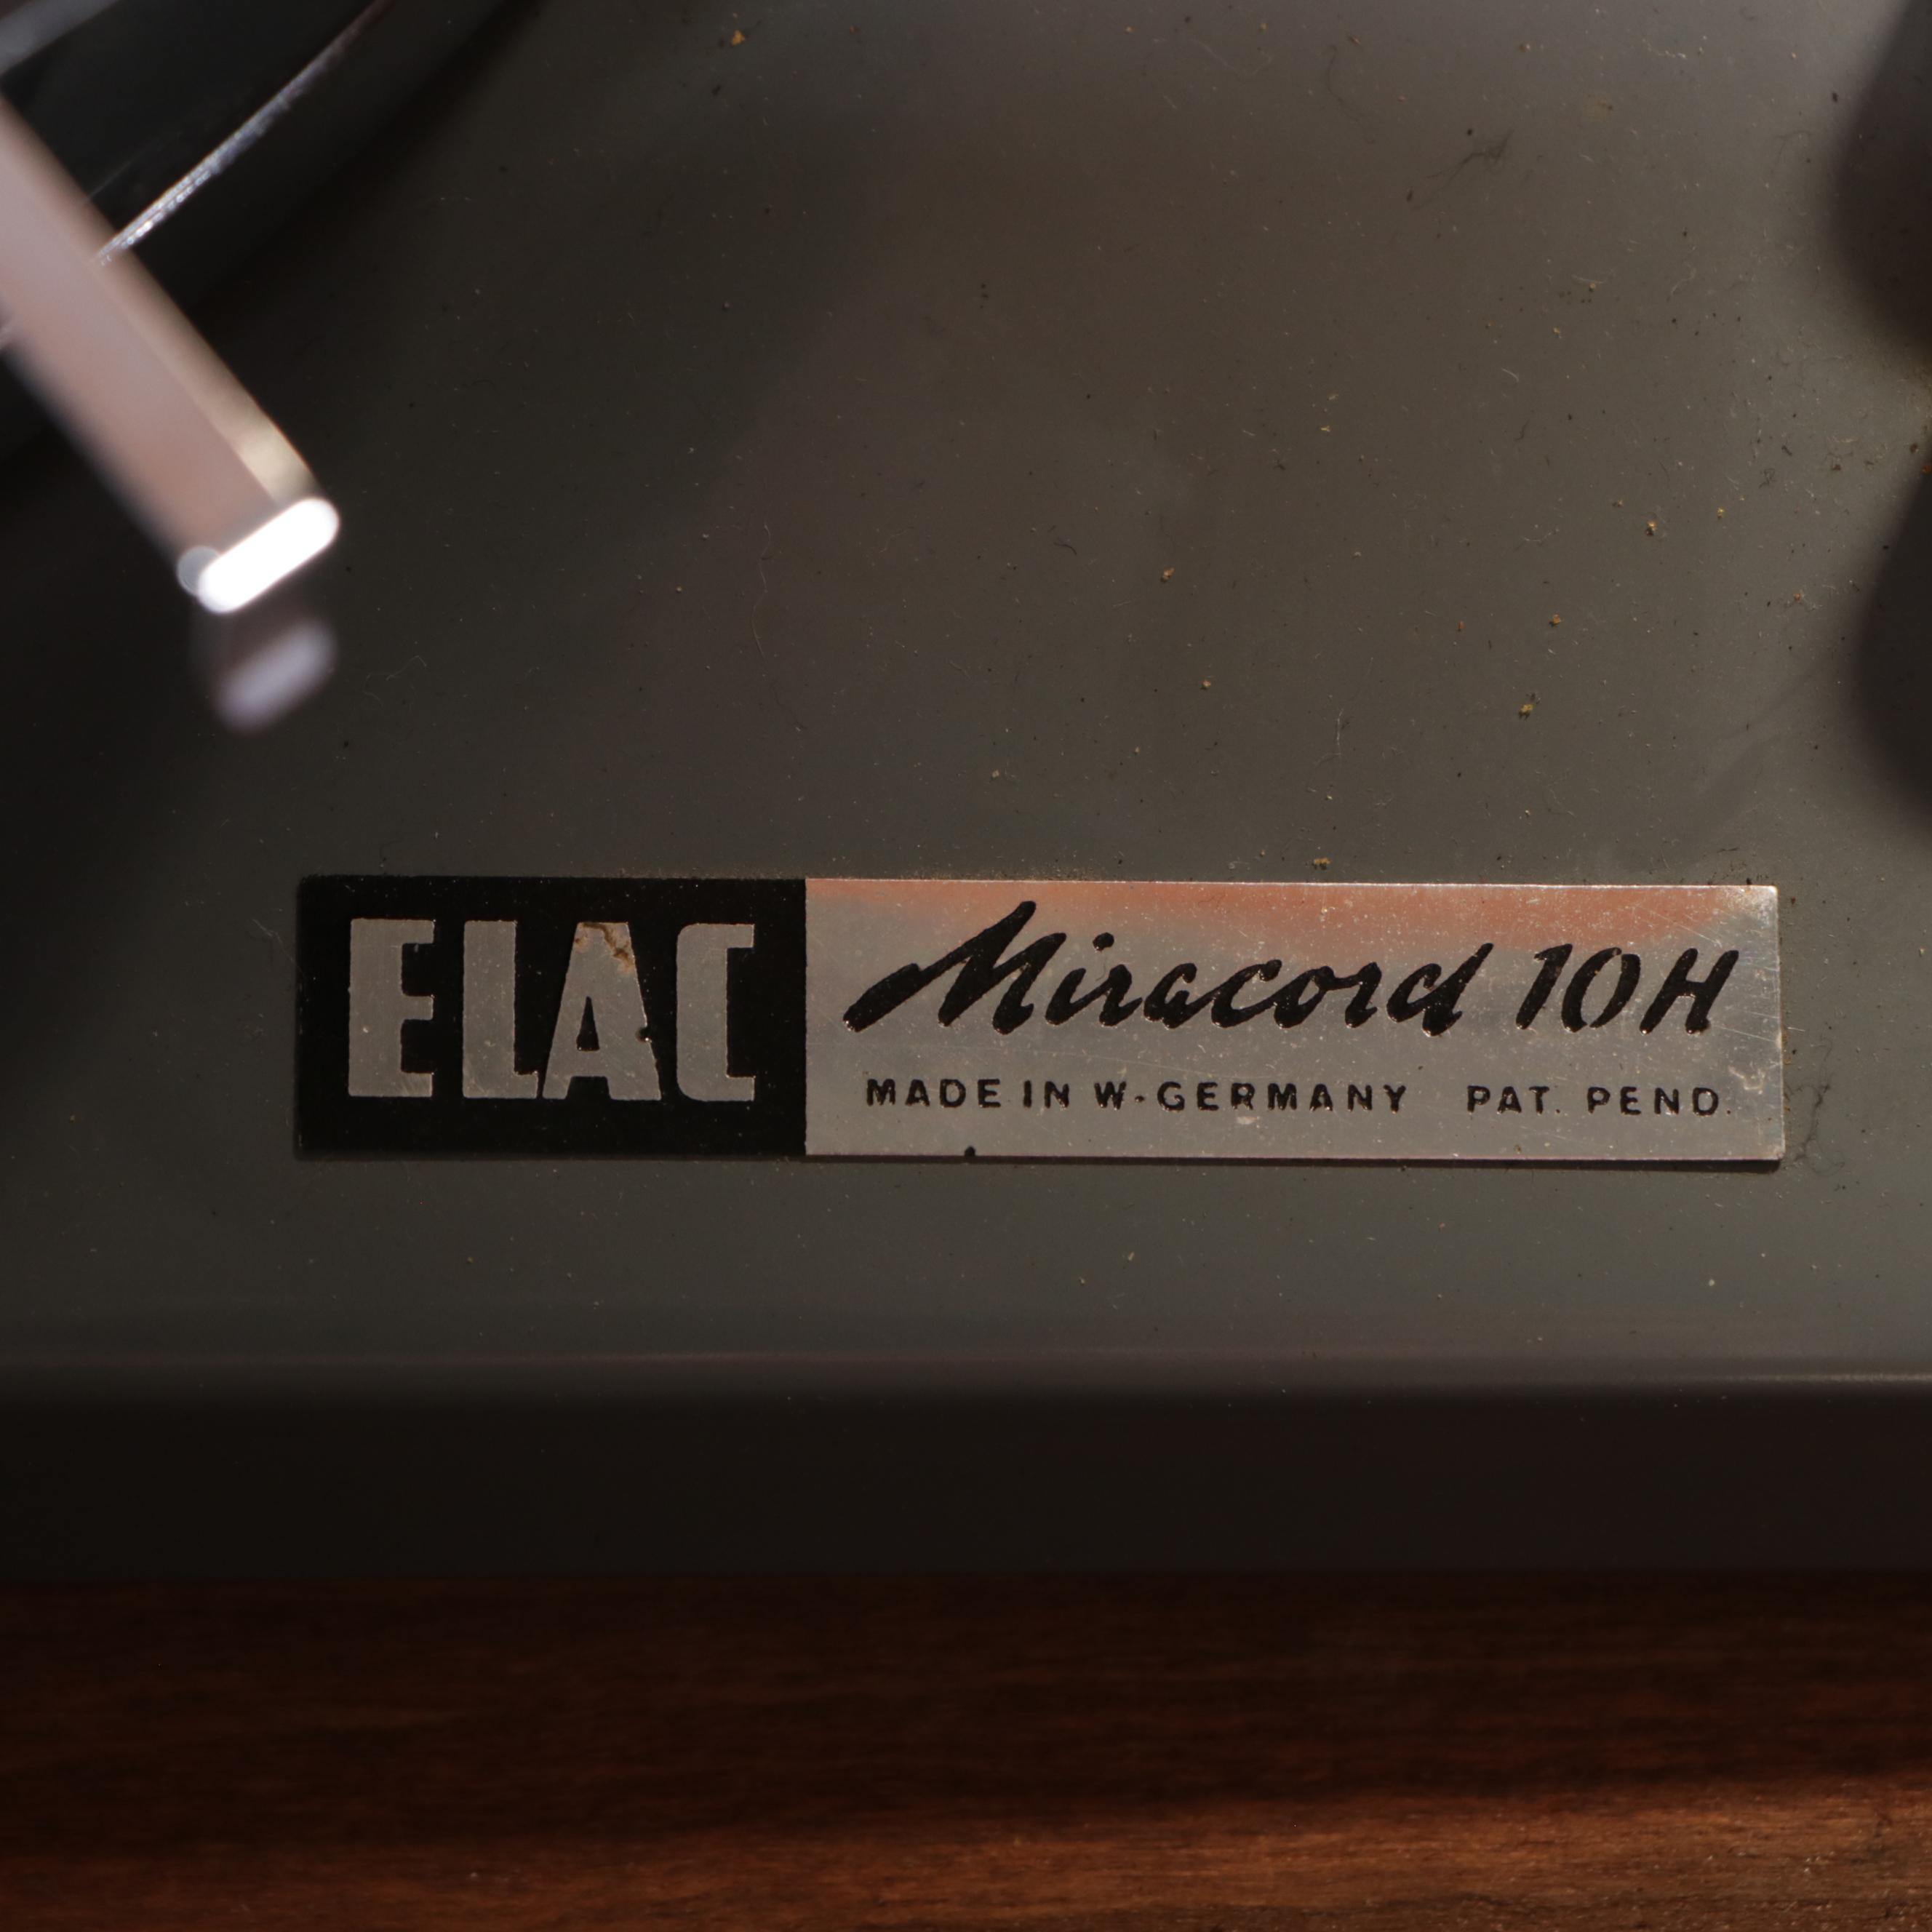 ELAC
Miracord 10H
MADE IN W-GERMANY PAT. PEND.